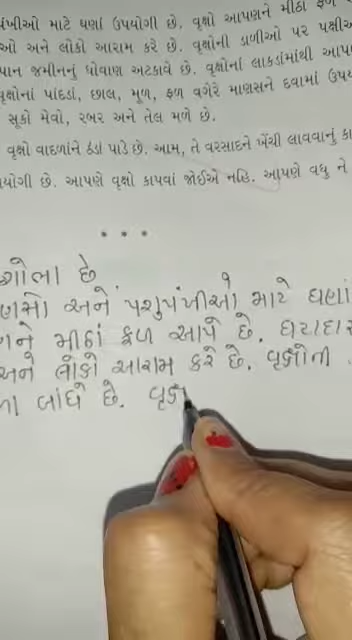 પંખીઓ માટે ઘણાં ઉપયોગી છે. વૃક્ષો આપણને મીઠાં ફળ
અને લોકો આરામ કરે છે. વૃક્ષોની ડાળીઓ પર પક્ષીઓ
પાન જમીનનું ધોવાણ અટકાવે છે. વૃક્ષોનાં લાકડાંમાંથી આપણ
વૃક્ષોનાં પાંદડાં, છાલ, મૂળ, ફળ વગેરે માણસને દવામાં ઉપય
સૂકો મેવો, રબર અને તેલ મળે છે.
વૃક્ષો વાદળાંને ઠંડાં પાડે છે. આમ, તે વરસાદને ખેંચી લાવવાનું કા
યોગી છે. આપણે વૃક્ષો કાપવાં જોઈએ નહિ. આપણે વધુ ને
ગોલા છે
ણસો અને પશુપંખીઓ માટે ઘણાં
ને મીઠાં ફળ આપે છે. ઘટાદાર
અને લોકો આરામ કરે છે. વૃક્ષોની
ળા બાંધે છે. વૃક્ષ